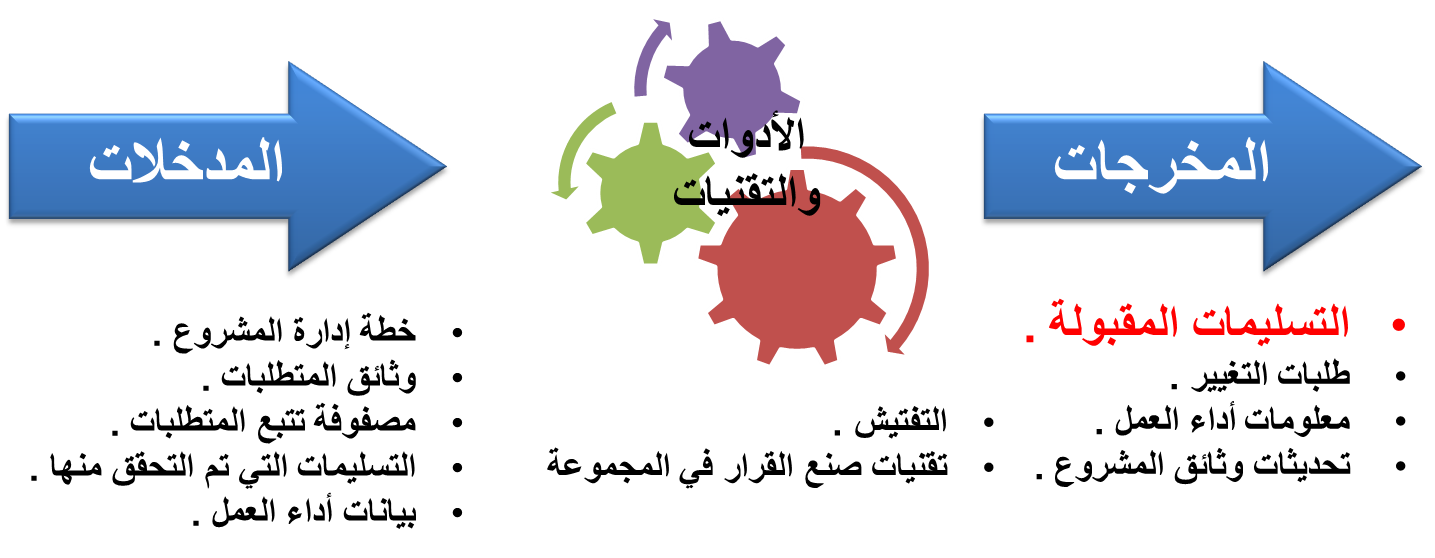 المدخلات
• خطة إدارة المشروع .
• وثائق المتطلبات .
• مصفوفة تتبع المتطلبات .
• التسليمات التي تم التحقق منها .
• بيانات أداء العمل .
الأدوات
والتقنيات
• التفتيش .
• تقنيات صنع القرار في المجموعة
المخرجات
• التسليمات المقبولة .
• طلبات التغيير .
• معلومات أداء العمل .
• تحديثات وثائق المشروع .